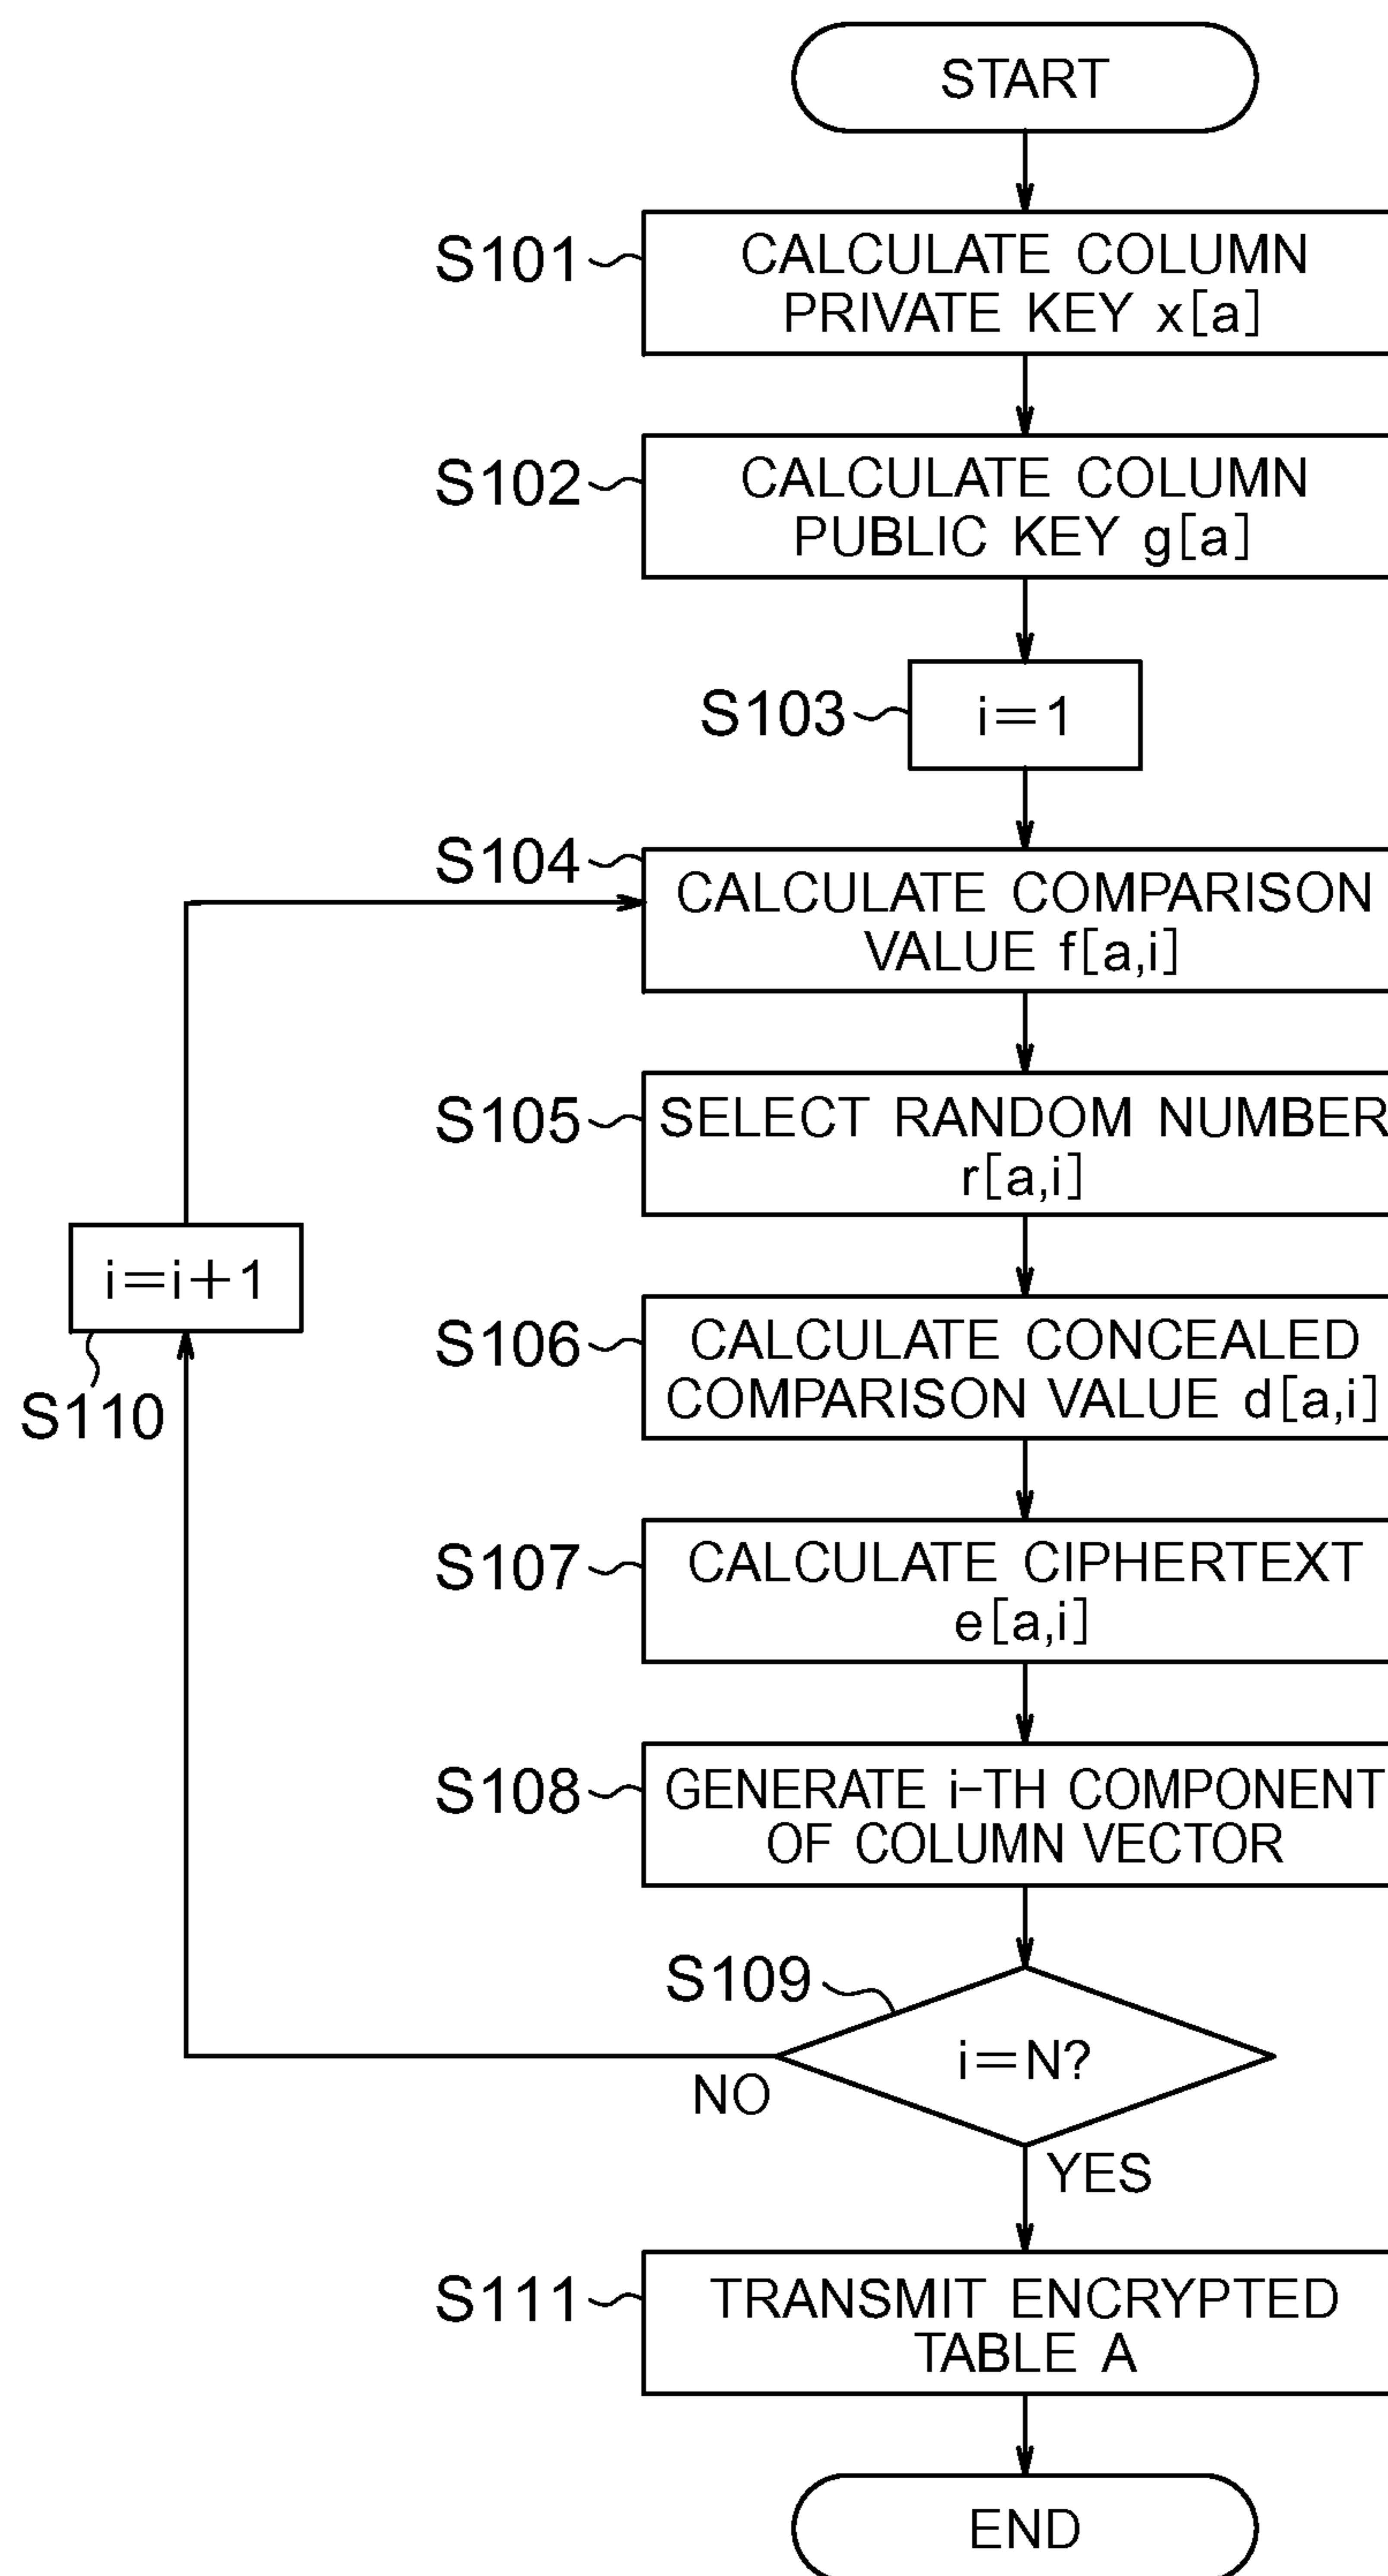 START
S101
CALCULATE COLUMN
PRIVATE KEY x[a]
S102
CALCULATE COLUMN
PUBLIC KEY g[a]
S103
i=1
S104
CALCULATE COMPARISON
VALUE f[a,i]
S105
SELECT RANDOM NUMBER
r[a,i]
i=i+1
S110
S106
CALCULATE CONCEALED
COMPARISON VALUE d[a,i]
S107
CALCULATE CIPHERTEXT
e[a,i]
S108
GENERATE i-TH COMPONENT
OF COLUMN VECTOR
S109
i=N?
NO
YES
S111
TRANSMIT ENCRYPTED
TABLE A
END